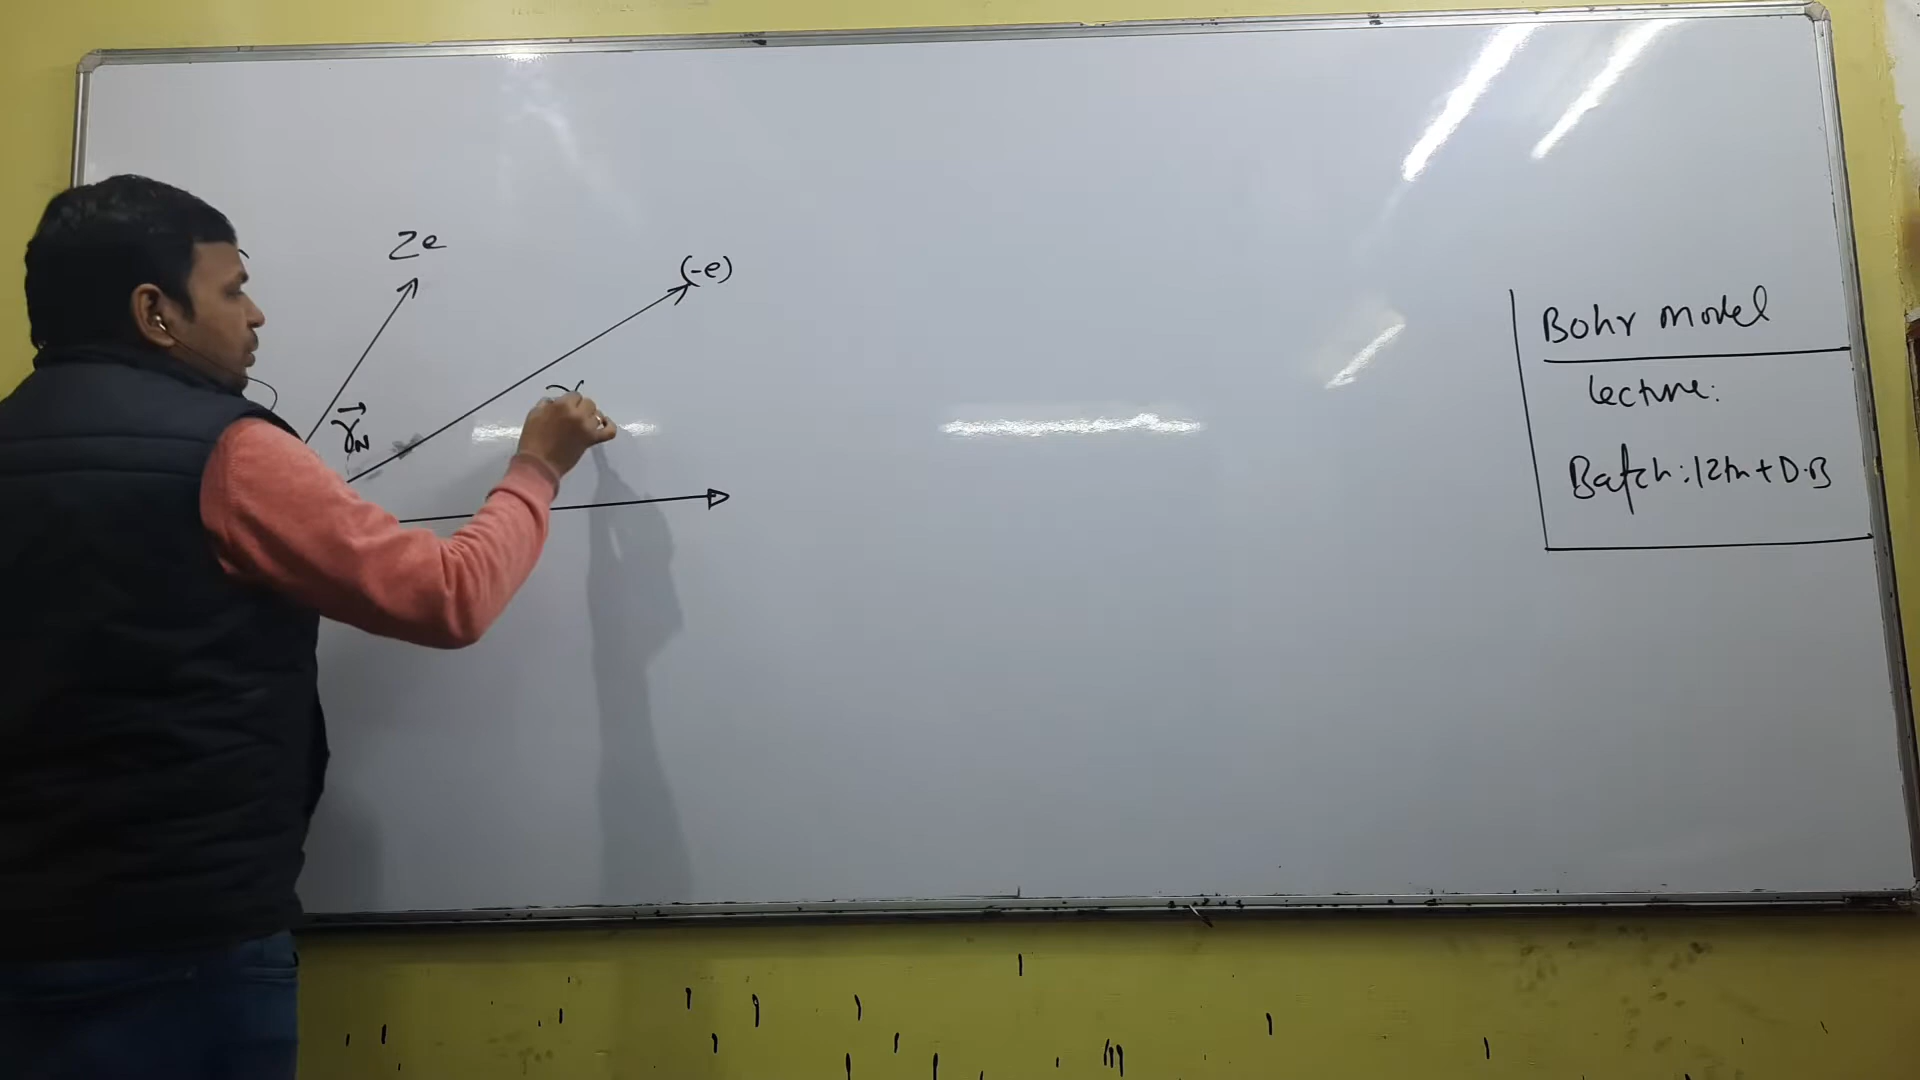 Ze
(-e)
r⃗N
r
Bohr model
Lecture:
Batch: 12th + D.B